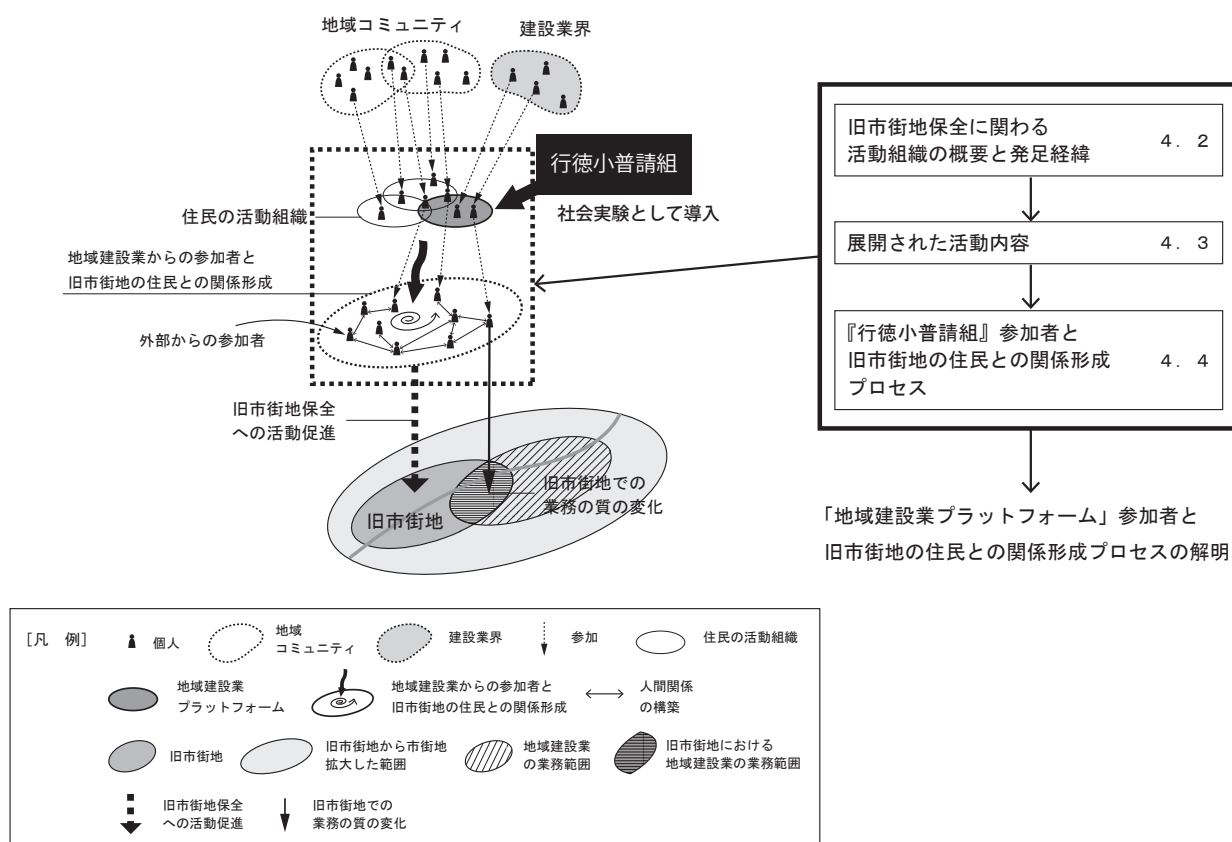 地域コミュニティ
建設業界
行徳小普請組
社会実験として導入
住民の活動組織
地域建設業からの参加者と
旧市街地の住民との関係形成
外部からの参加者
旧市街地保全
への活動促進
旧市街地での
業務の質の変化
旧市街地
旧市街地保全に関わる
活動組織の概要と発足経緯
4．2
展開された活動内容
4．3
『行徳小普請組』参加者と
旧市街地の住民との関係形成
プロセス
4．4
「地域建設業プラットフォーム」参加者と
旧市街地の住民との関係形成プロセスの解明
［凡　例］
個人
地域
コミュニティ
建設業界
参加
住民の活動組織
地域建設業
プラットフォーム
地域建設業からの参加者と
旧市街地の住民との関係形成
人間関係
の構築
旧市街地
旧市街地から市街地
拡大した範囲
地域建設業
の業務範囲
旧市街地における
地域建設業の業務範囲
旧市街地保全
への活動促進
旧市街地での
業務の質の変化